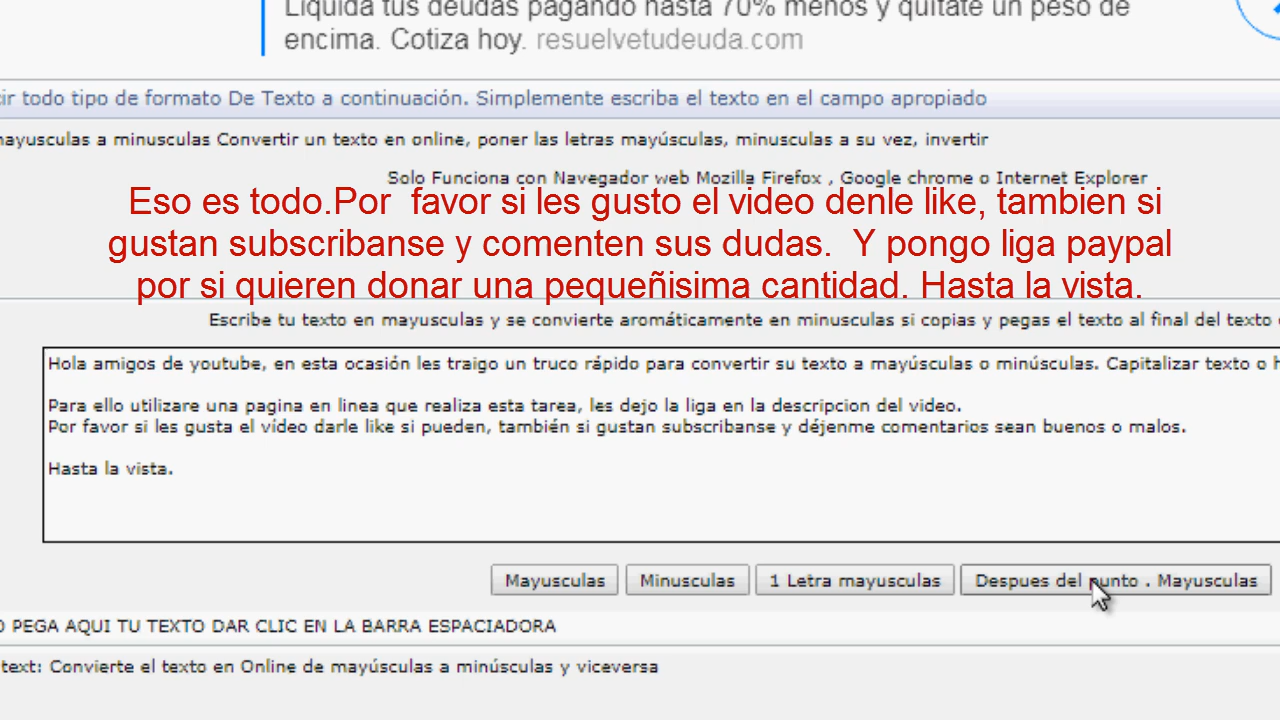 Liquida tus deudas pagando hasta 70% menos y quítate un peso de
encima. Cotiza hoy. resuelvetudeuda.com
cir todo tipo de formato De Texto a continuación. Simplemente escriba el texto en el campo apropiado
mayusculas a minusculas Convertir un texto en online, poner las letras mayúsculas, minusculas a su vez, invertir
Solo Funciona con Navegador web Mozilla Firefox , Google chrome o Internet Explorer
Eso es todo.Por favor si les gusto el video denle like, tambien si
gustan subscribanse y comenten sus dudas. Y pongo liga paypal
por si quieren donar una pequeñisima cantidad. Hasta la vista.
Escribe tu texto en mayusculas y se convierte aromáticamente en minusculas si copias y pegas el texto al final del texto
Hola amigos de youtube, en esta ocasión les traigo un truco rápido para convertir su texto a mayúsculas o minúsculas. Capitalizar texto o h
Para ello utilizare una pagina en linea que realiza esta tarea, les dejo la liga en la descripcion del video.
Por favor si les gusta el vídeo darle like si pueden, también si gustan subscribanse y déjenme comentarios sean buenos o malos.
Hasta la vista.
Mayusculas Minusculas 1 Letra mayusculas Despues del punto . Mayusculas
O PEGA AQUI TU TEXTO DAR CLIC EN LA BARRA ESPACIADORA
text: Convierte el texto en Online de mayúsculas a minúsculas y viceversa